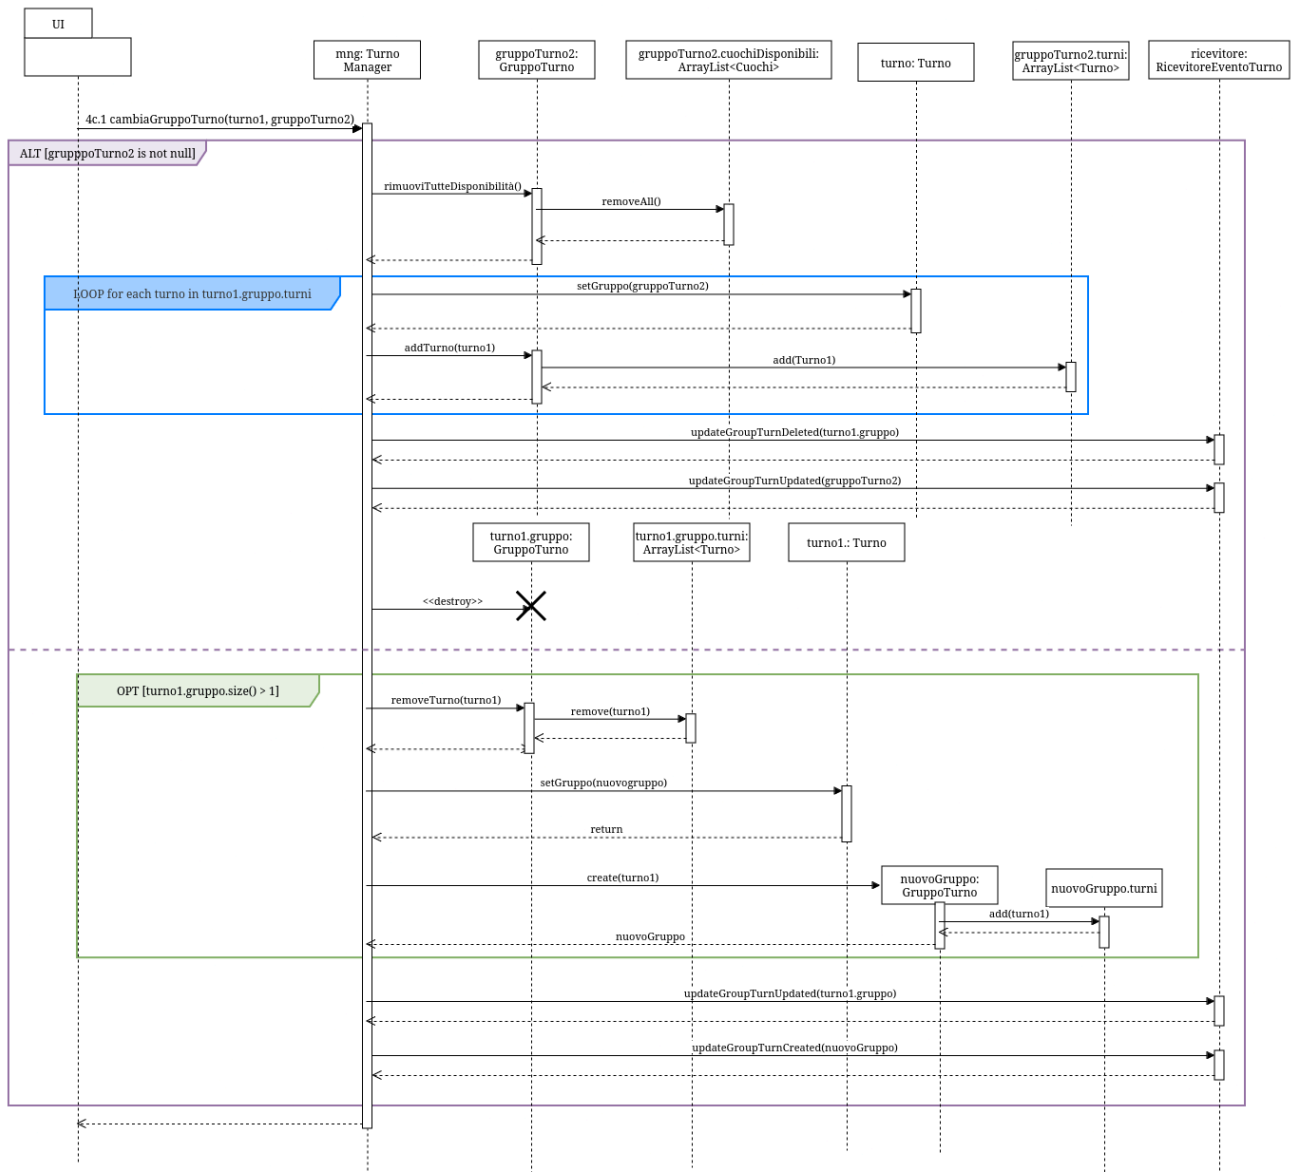 UI
mng: Turno
Manager
gruppoTurno2:
GruppoTurno
gruppoTurno2.cuochiDisponibili:
ArrayList<Cuochi>
turno: Turno
gruppoTurno2.turni:
ArrayList<Turno>
ricevitore:
RicevitoreEventoTurno
4c.1 cambiaGruppoTurno(turno1, gruppoTurno2)
ALT [grupppoTurno2 is not null]
rimuoviTutteDisponibilità()
removeAll()
LOOP for each turno in turno1.gruppo.turni
setGruppo(gruppoTurno2)
addTurno(turno1)
add(Turno1)
updateGroupTurnDeleted(turno1.gruppo)
updateGroupTurnUpdated(gruppoTurno2)
turno1.gruppo:
GruppoTurno
turno1.gruppo.turni:
ArrayList<Turno>
turno1.: Turno
<<destroy>>
OPT [turno1.gruppo.size() > 1]
removeTurno(turno1)
remove(turno1)
setGruppo(nuovogruppo)
return
create(turno1)
nuovoGruppo:
GruppoTurno
nuovoGruppo.turni
add(turno1)
nuovoGruppo
updateGroupTurnUpdated(turno1.gruppo)
updateGroupTurnCreated(nuovoGruppo)